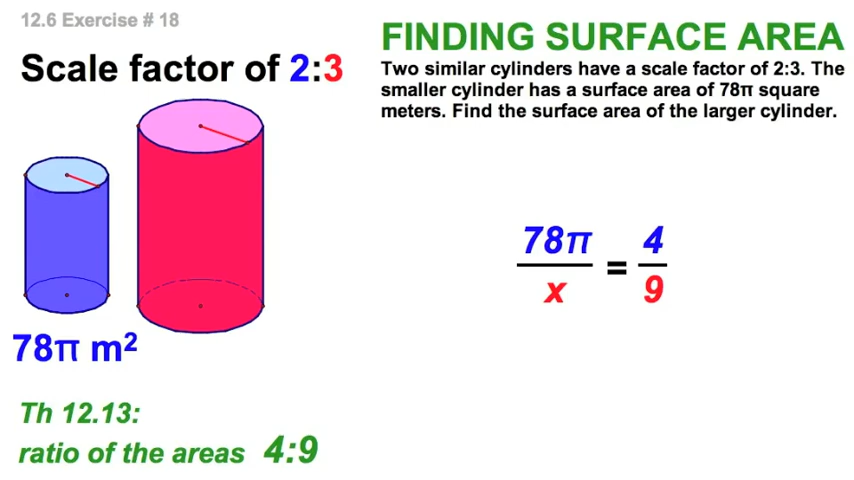 12.6 Exercise # 18
Scale factor of 2:3
FINDING SURFACE AREA
Two similar cylinders have a scale factor of 2:3. The
smaller cylinder has a surface area of 78π square
meters. Find the surface area of the larger cylinder.
78π/x = 4/9
78π m²
Th 12.13:
ratio of the areas 4:9